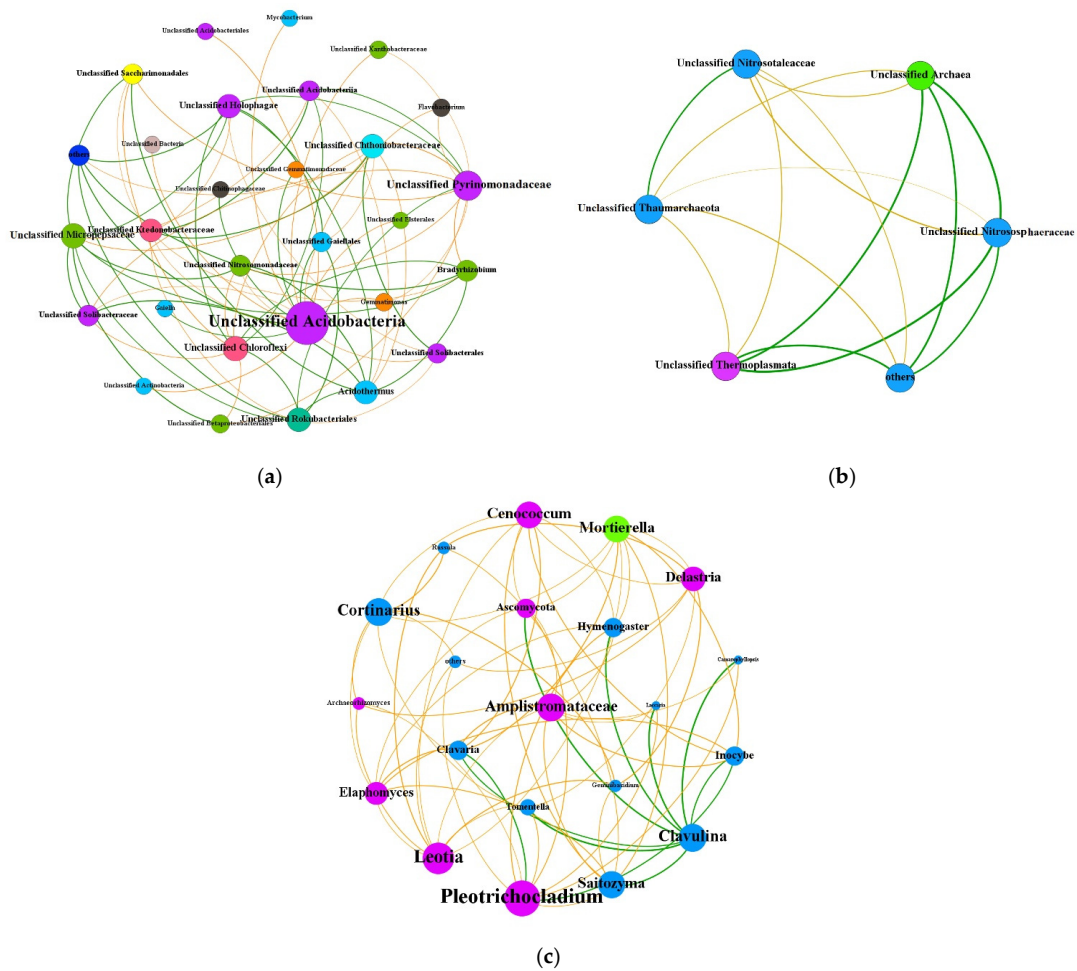 Mycobacterium
Unclassified Acidobacteriales
Unclassified Xanthobacteraceae
Unclassified Saccharimonadales
Unclassified Acidobacteriia
Unclassified Holophagae
Flavobacterium
Unclassified Bacteria
Unclassified Chthoniobacteraceae
others
Unclassified Gemmatimonadaceae
Unclassified Pyrinomonadaceae
Unclassified Chitinophagaceae
Unclassified Elsterales
Unclassified Micropepsaceae
Unclassified Ktedonobacteraceae
Unclassified Gaiellales
Unclassified Nitrosomonadaceae
Bradyrhizobium
Gaiella
Gemmatimonas
Unclassified Solibacteraceae
Unclassified Acidobacteria
Unclassified Chloroflexi
Unclassified Solibacterales
Unclassified Actinobacteria
Acidothermus
Unclassified Betaproteobacteriales
Unclassified Rokubacteriales
(a)
Unclassified Nitrosotaleaceae
Unclassified Archaea
Unclassified Thaumarchaeota
Unclassified Nitrososphaeraceae
Unclassified Thermoplasmata
others
(b)
Cenococcum
Mortierella
Russula
Delastria
Cortinarius
Ascomycota
Hymenogaster
others
Archaeorhizomyces
Amplistromataceae
Clavaria
Inocybe
Geminibasidium
Elaphomyces
Tomentella
Clavulina
Leotia
Saitozyma
Pleotrichocladium
(c)